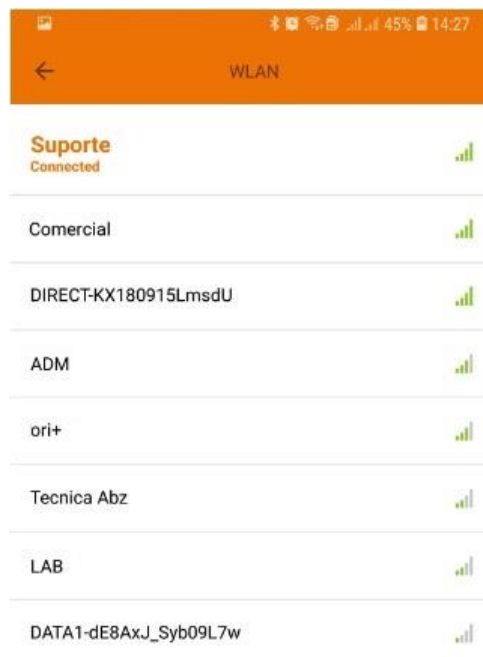 45% 14:27
WLAN
Suporte
Connected
Comercial
DIRECT-KX180915LmsdU
ADM
ori+
Tecnica Abz
LAB
DATA1-dE8AxJ_Syb09L7w